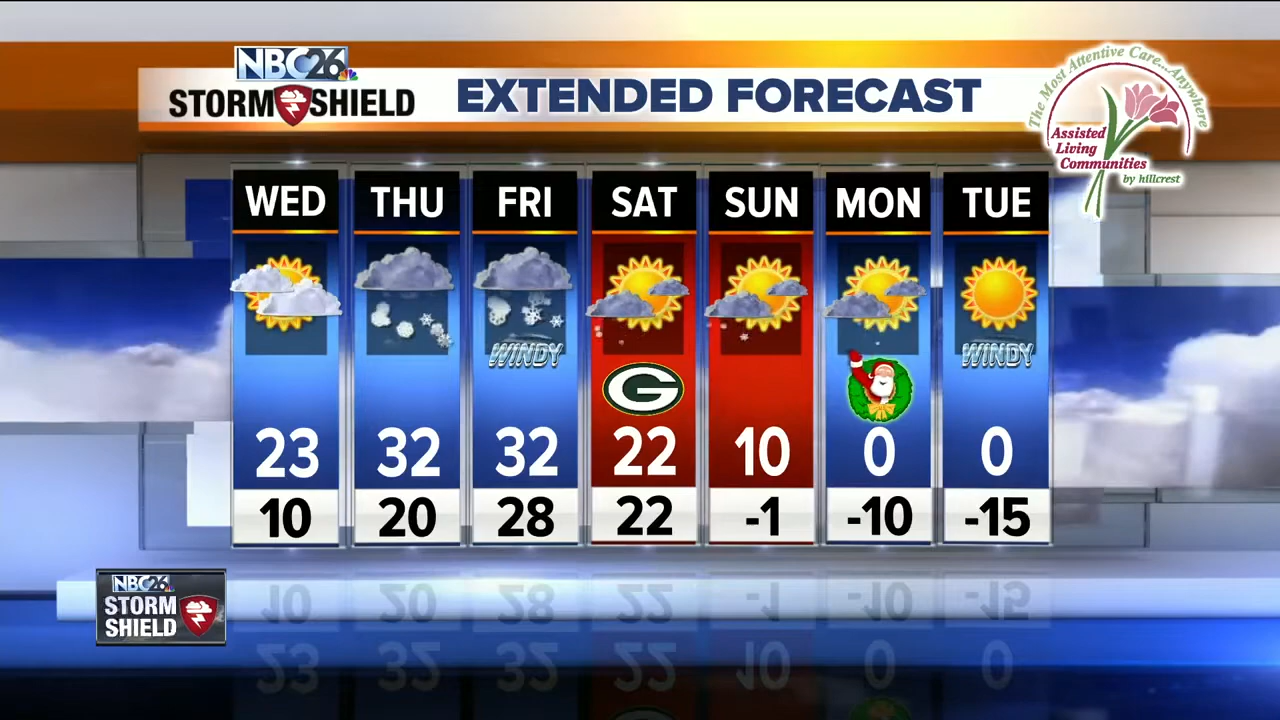 NBC26
STORM SHIELD
EXTENDED FORECAST
The Most Attentive Care...Anywhere
Assisted
Living
Communities
by hillcrest
WED THU FRI SAT SUN MON TUE
WINDY WINDY
G
23 32 32 22 10 0 0
10 20 28 22 -1 -10 -15
NBC26
STORM
SHIELD